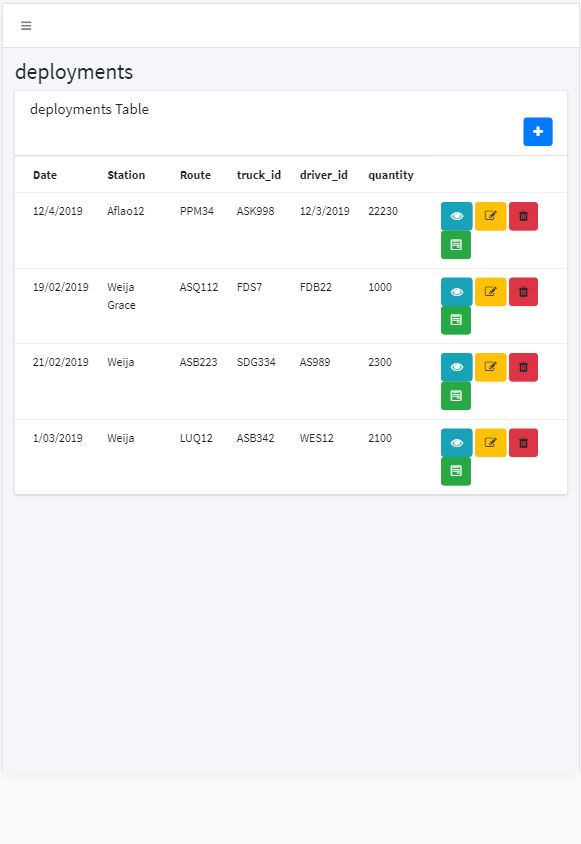 deployments
deployments Table
Date Station Route truck_id driver_id quantity
12/4/2019 Aflao12 PPM34 ASK998 12/3/2019 22230
19/02/2019 Weija ASQ112 FDS7 FDB22 1000
Grace
21/02/2019 Weija ASB223 SDG334 AS989 2300
1/03/2019 Weija LUQ12 ASB342 WES12 2100